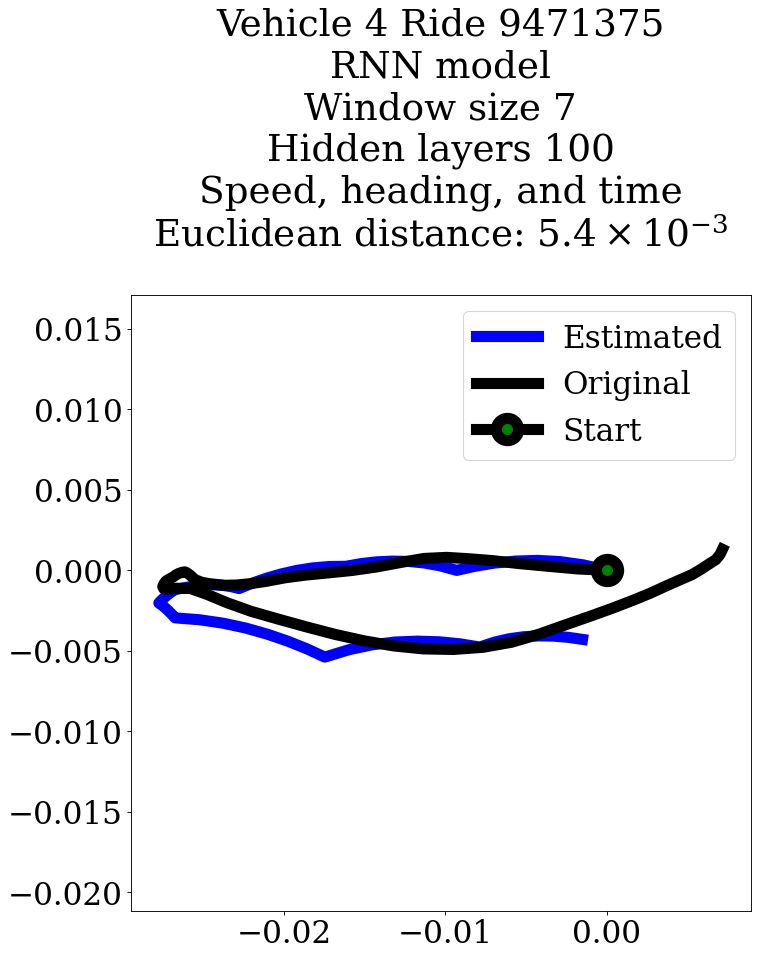 Vehicle 4 Ride 9471375
RNN model
Window size 7
Hidden layers 100
Speed, heading, and time
Euclidean distance: 5.4 × 10⁻³
Estimated
Original
Start
0.015
0.010
0.005
0.000
−0.005
−0.010
−0.015
−0.020
−0.02
−0.01
0.00